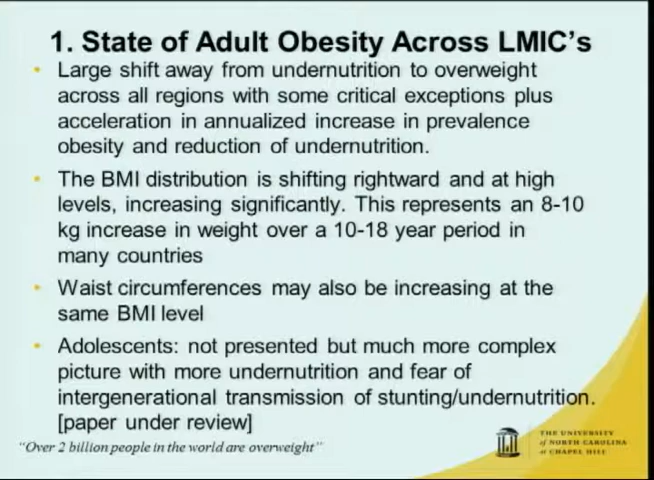 1. State of Adult Obesity Across LMIC's
• Large shift away from undernutrition to overweight
across all regions with some critical exceptions plus
acceleration in annualized increase in prevalence
obesity and reduction of undernutrition.
• The BMI distribution is shifting rightward and at high
levels, increasing significantly. This represents an 8-10
kg increase in weight over a 10-18 year period in
many countries
• Waist circumferences may also be increasing at the
same BMI level
• Adolescents: not presented but much more complex
picture with more undernutrition and fear of
intergenerational transmission of stunting/undernutrition.
[paper under review]
"Over 2 billion people in the world are overweight"
THE UNIVERSITY
of NORTH CAROLINA
at CHAPEL HILL